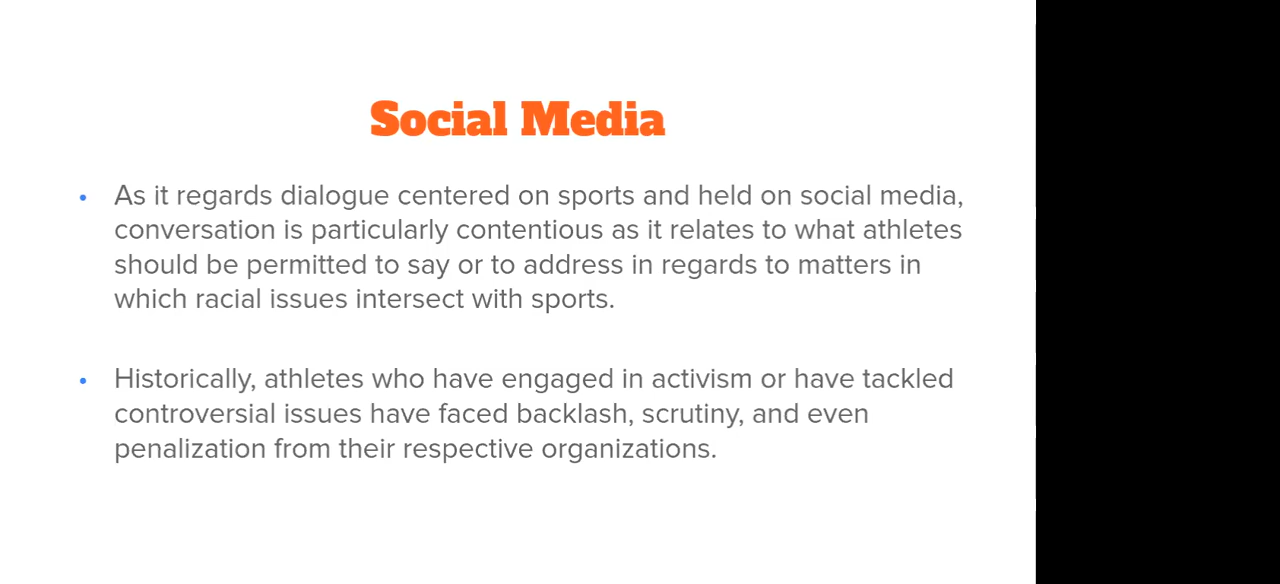 Social Media
• As it regards dialogue centered on sports and held on social media,
conversation is particularly contentious as it relates to what athletes
should be permitted to say or to address in regards to matters in
which racial issues intersect with sports.
• Historically, athletes who have engaged in activism or have tackled
controversial issues have faced backlash, scrutiny, and even
penalization from their respective organizations.